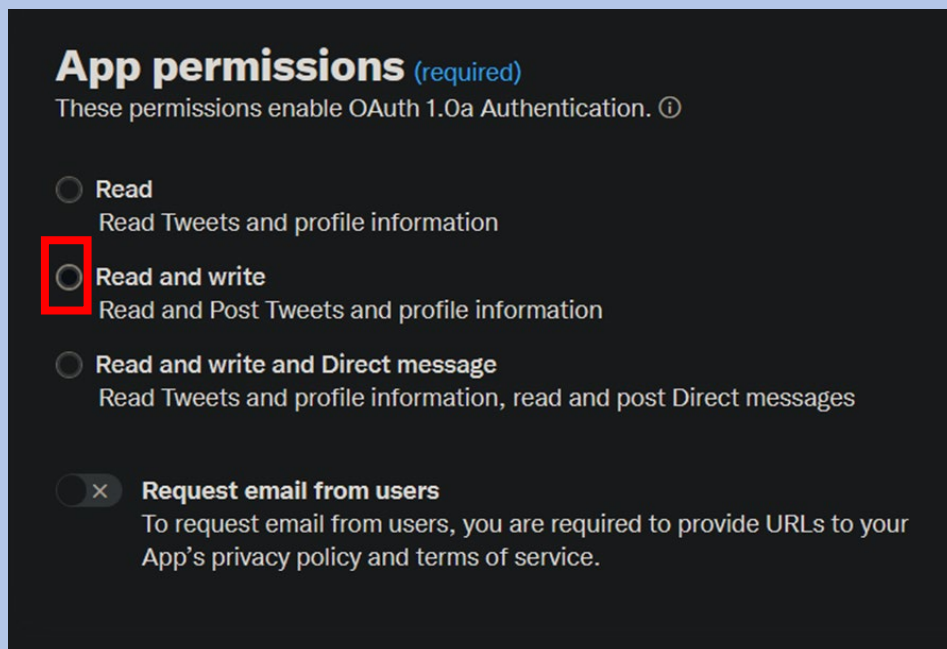 App permissions (required)
These permissions enable OAuth 1.0a Authentication.
Read
Read Tweets and profile information
Read and write
Read and Post Tweets and profile information
Read and write and Direct message
Read Tweets and profile information, read and post Direct messages
Request email from users
To request email from users, you are required to provide URLs to your
App's privacy policy and terms of service.